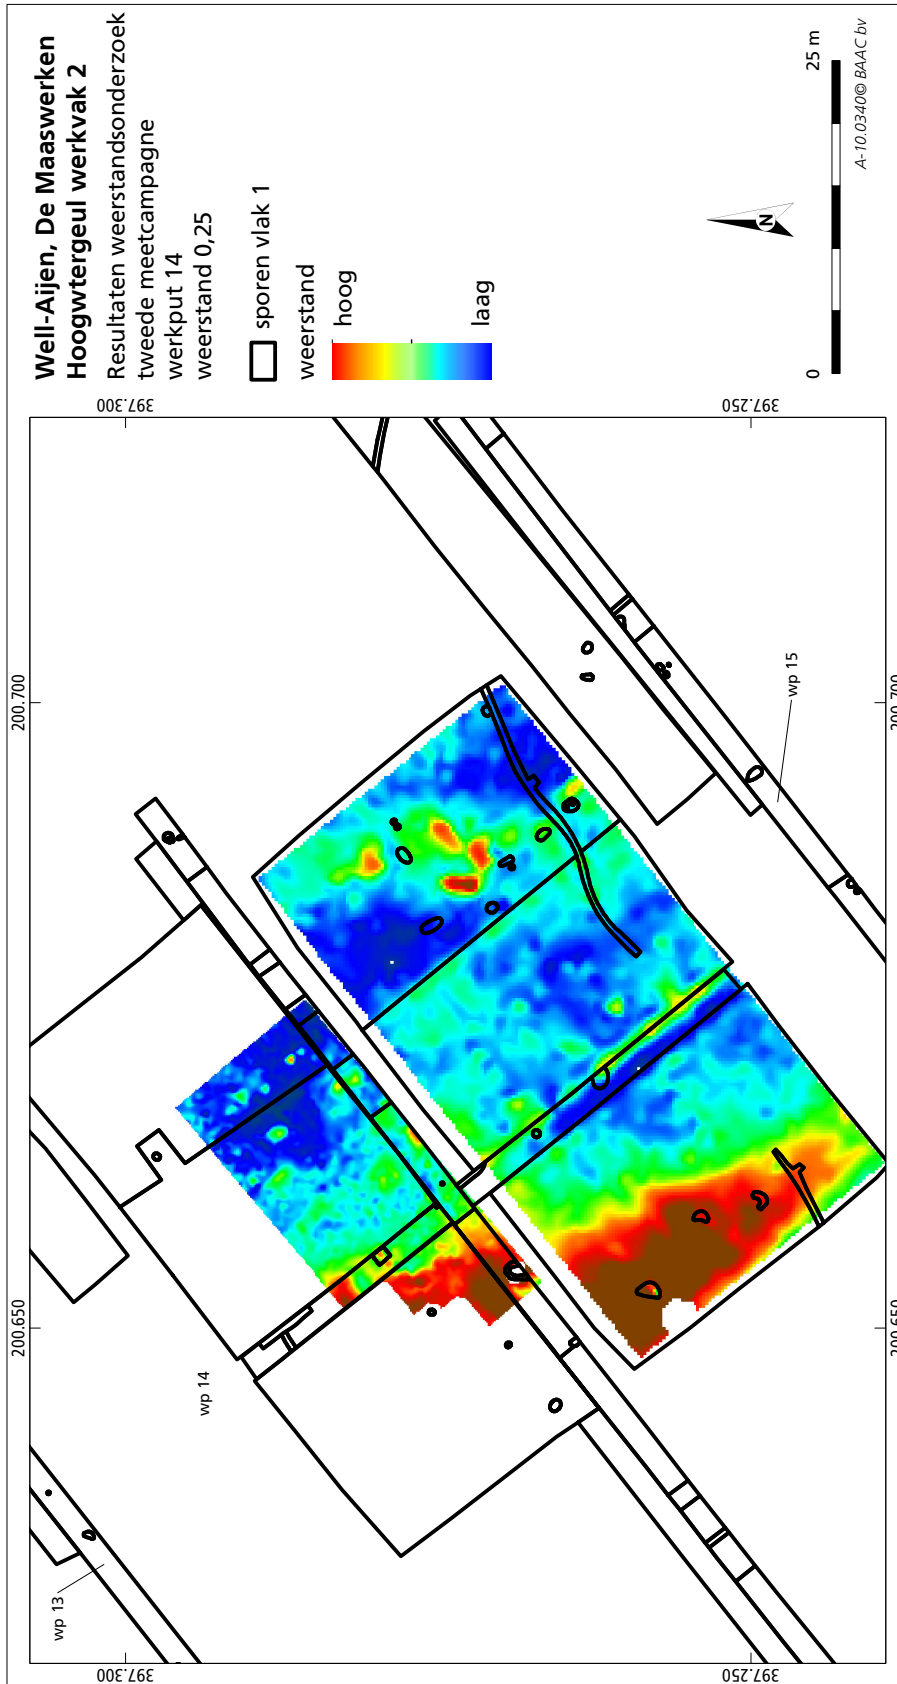 Well-Aijen, De Maaswerken
Hoogwtergeul werkvak 2
Resultaten weerstandsonderzoek
tweede meetcampagne
werkput 14
weerstand 0,25
sporen vlak 1
weerstand
hoog
laag
N
0
25 m
A-10.0340© BAAC bv
397.300
397.250
200.700
200.700
200.650
200.650
397.300
397.250
wp 13
wp 14
wp 15